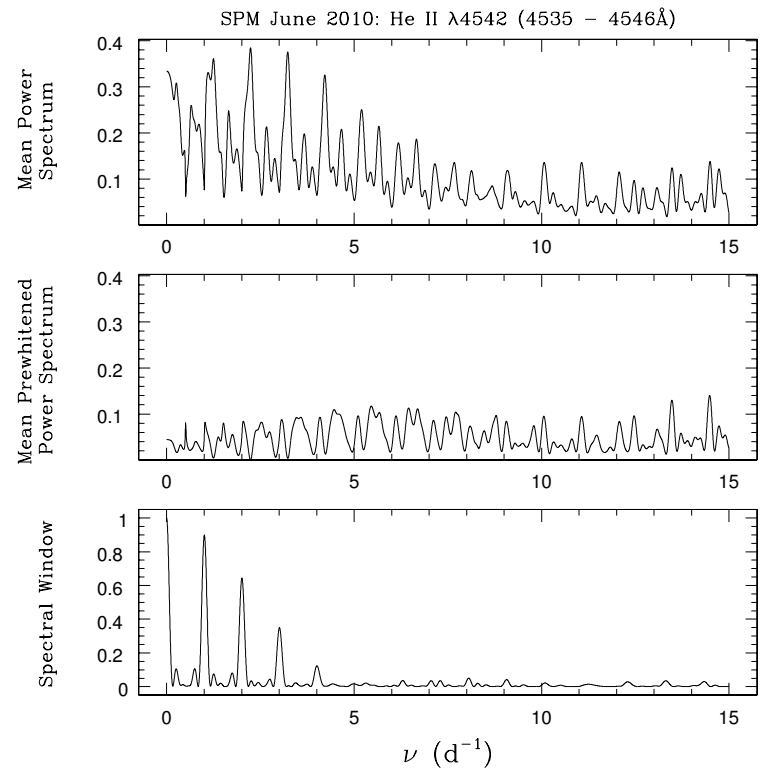 SPM June 2010: He II λ4542 (4535 − 4546Å)
Mean Power
Spectrum
0.4
0.3
0.2
0.1
0 5 10 15
Mean Prewhitened
Power Spectrum
0.4
0.3
0.2
0.1
0 5 10 15
Spectral Window
1
0.8
0.6
0.4
0.2
0
0 5 10 15
ν (d⁻¹)